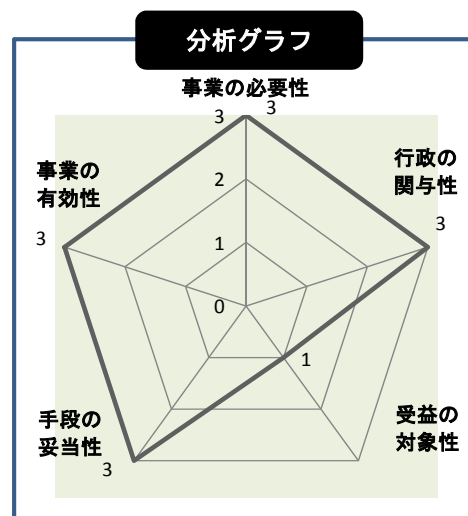 分析グラフ
事業の必要性
3
3
行政の
関与性
3
事業の
有効性
3
2
1
0
1
受益の
対象性
手段の
妥当性
3